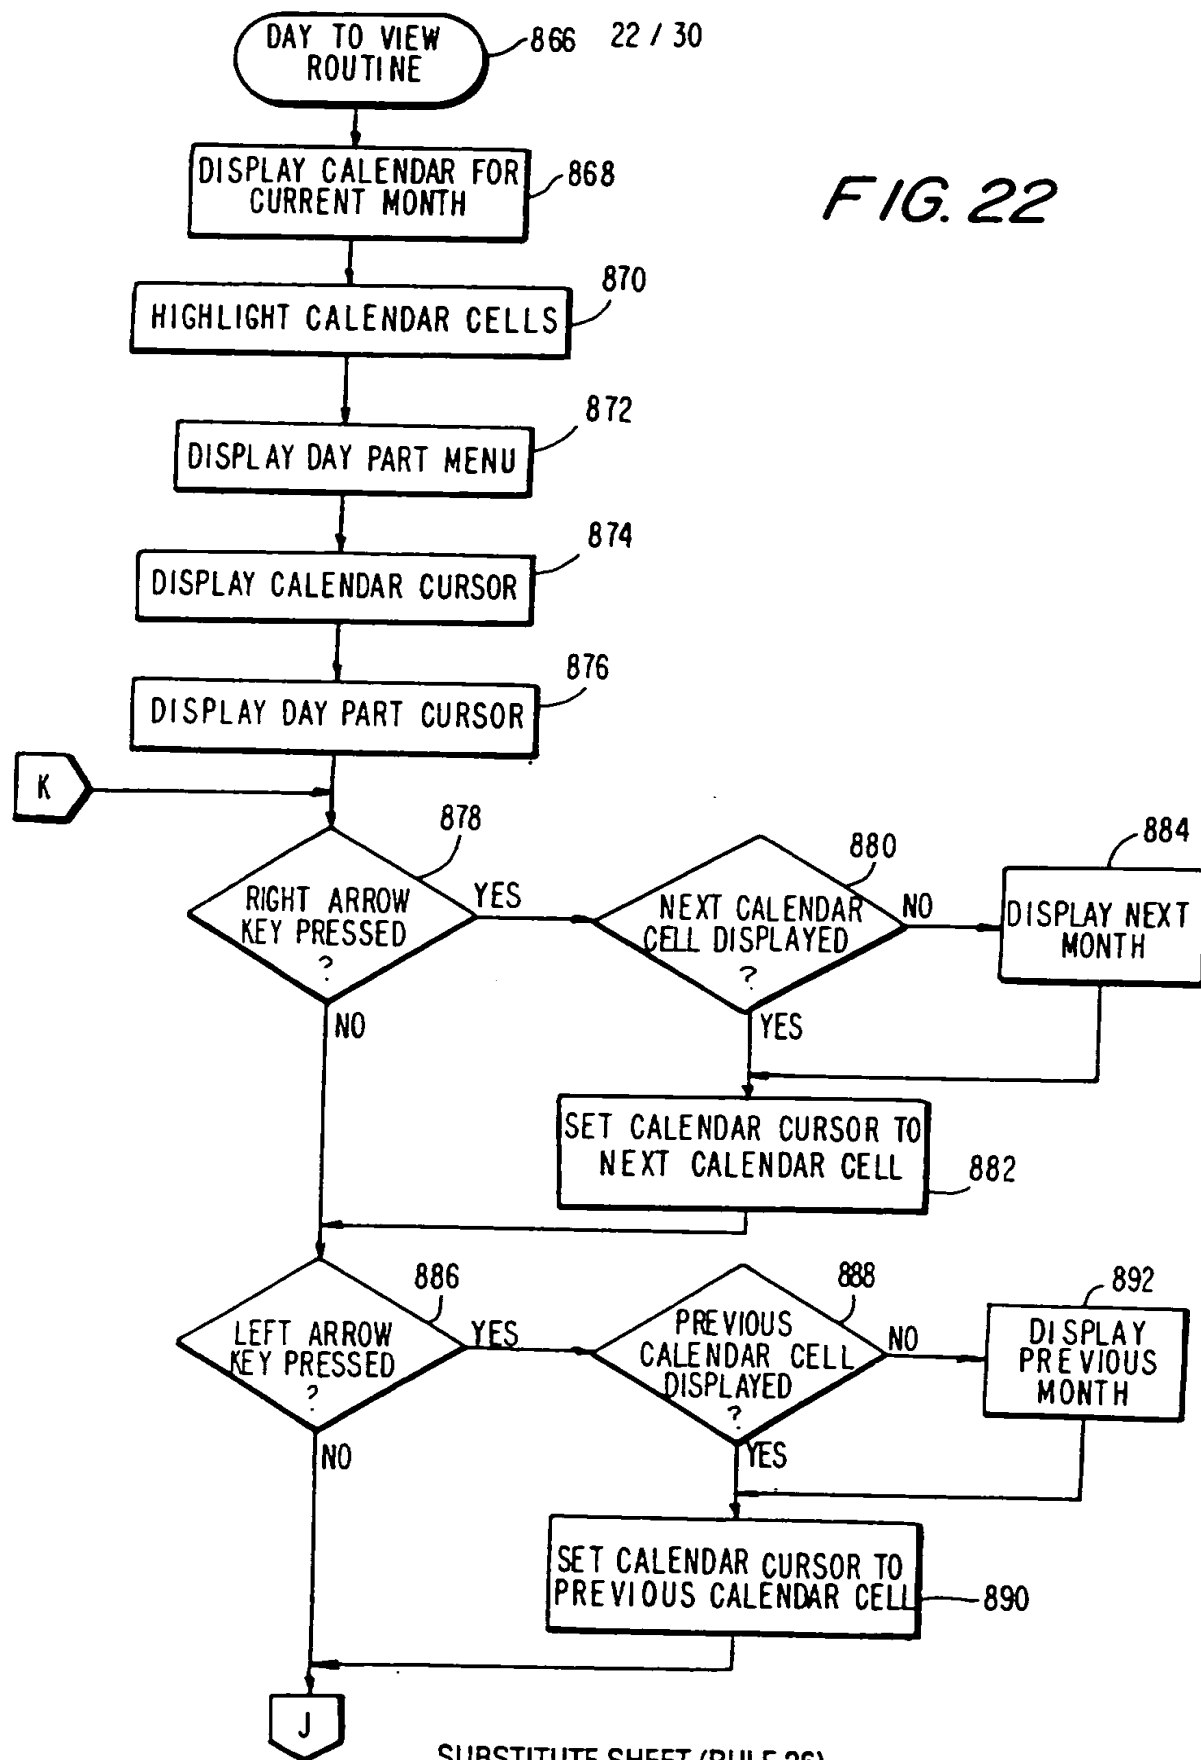 DAY TO VIEW
ROUTINE
866
22 / 30
DISPLAY CALENDAR FOR
CURRENT MONTH
868
FIG. 22
870
HIGHLIGHT CALENDAR CELLS
872
DISPLAY DAY PART MENU
874
DISPLAY CALENDAR CURSOR
876
DISPLAY DAY PART CURSOR
K
878
RIGHT ARROW
KEY PRESSED
?
YES
NO
880
NEXT CALENDAR
CELL DISPLAYED
?
NO
YES
884
DISPLAY NEXT
MONTH
SET CALENDAR CURSOR TO
NEXT CALENDAR CELL
882
886
LEFT ARROW
KEY PRESSED
?
YES
NO
888
PREVIOUS
CALENDAR CELL
DISPLAYED
?
NO
YES
892
DISPLAY
PREVIOUS
MONTH
SET CALENDAR CURSOR TO
PREVIOUS CALENDAR CELL
890
J
SUBSTITUTE SHEET (RULE 26)